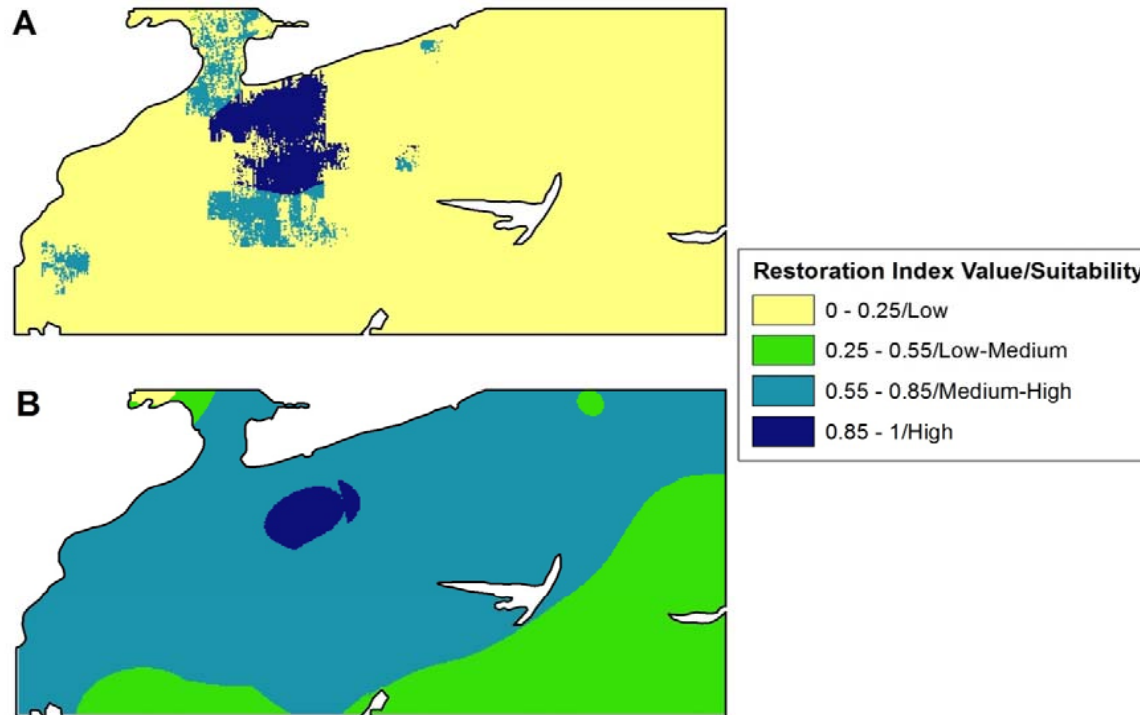 A
B
Restoration Index Value/Suitability
0 - 0.25/Low
0.25 - 0.55/Low-Medium
0.55 - 0.85/Medium-High
0.85 - 1/High